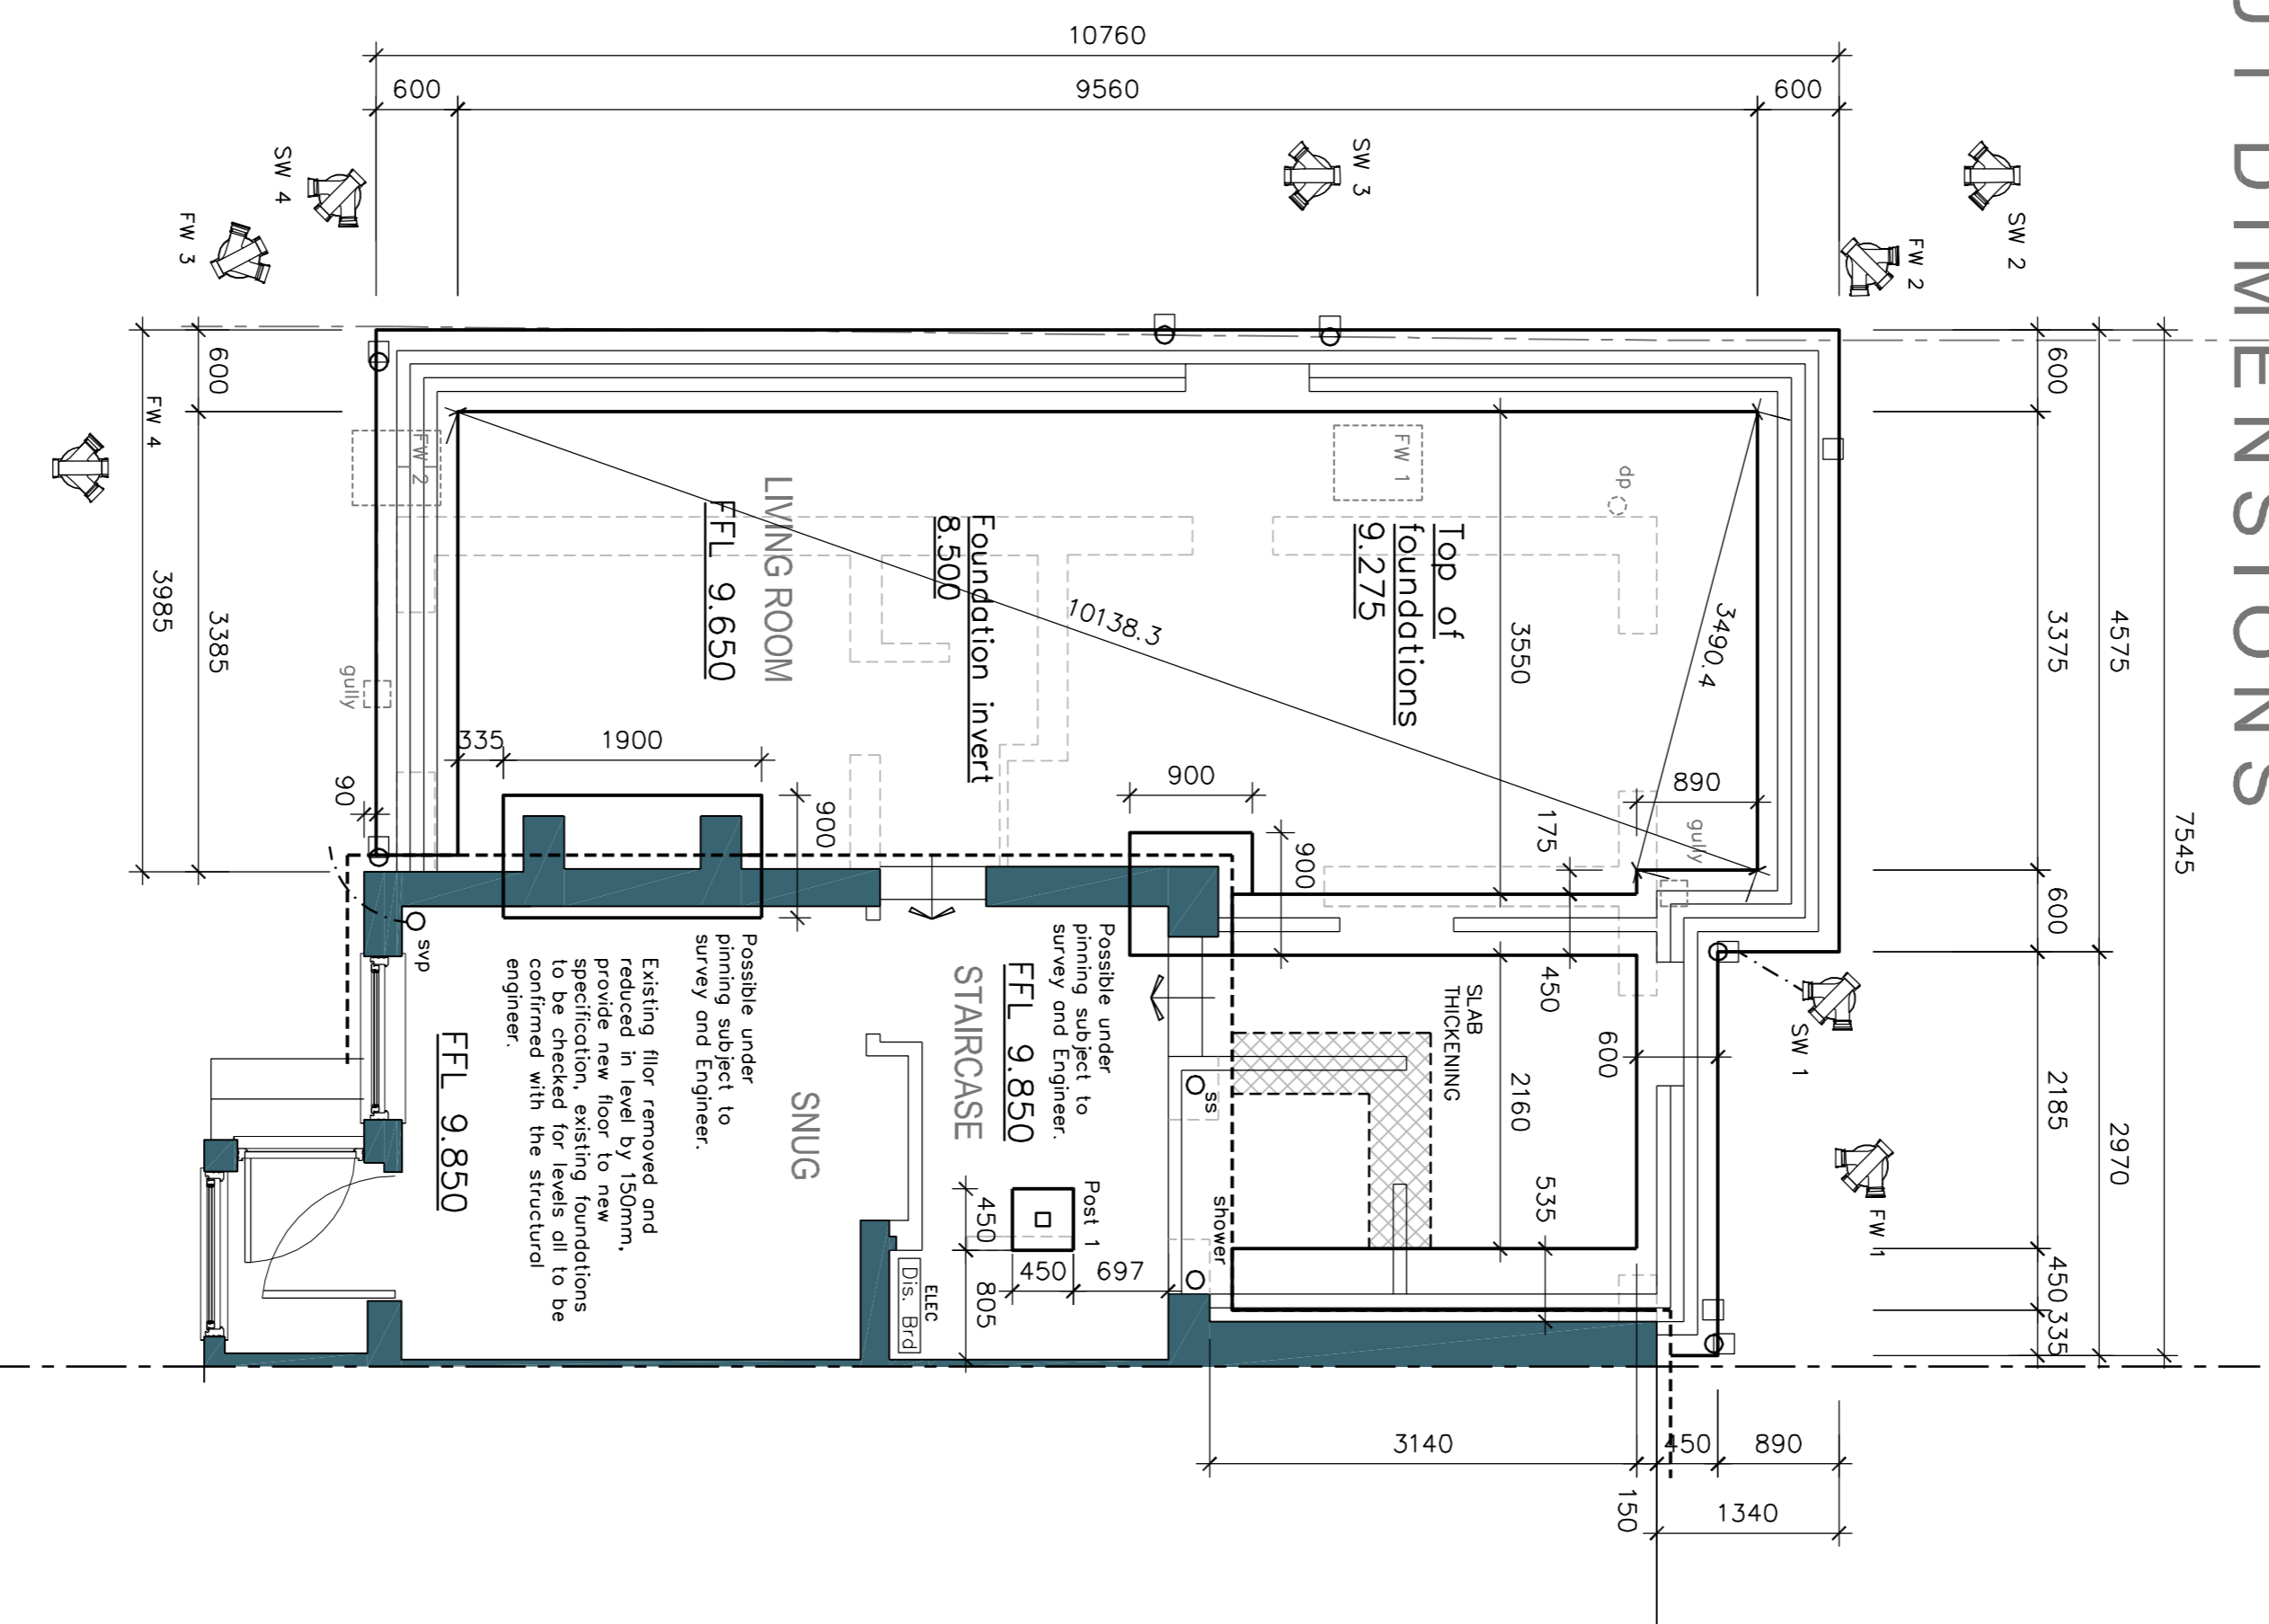 10760
600
9560
600
SW 4
FW 3
SW 3
FW 2
SW 2
DIMENSIONS
600
3385
3985
FW 4
FW 2
gully
90
335
1900
900
LIVING ROOM
FFL 9.650
Foundation invert
8.500
Top of
foundations
9.275
FW 1
dp
10138.3
3490.4
3550
890
175
gully
900
900
600
3375
4575
7545
600
2185
2970
450
335
svp
Possible under
pinning subject to
survey and Engineer.
Existing fllor removed and
reduced in level by 150mm,
provide new floor to new
specification, existing foundations
to be checked for levels all to be
confirmed with the structural
engineer.
FFL 9.850
SNUG
STAIRCASE
FFL 9.850
Possible under
pinning subject to
survey and Engineer.
SLAB
THICKENING
450
600
2160
535
SW 1
FW 1
ss
shower
Post 1
450
450
697
805
ELEC
Dis. Brd
3140
450
890
150
1340